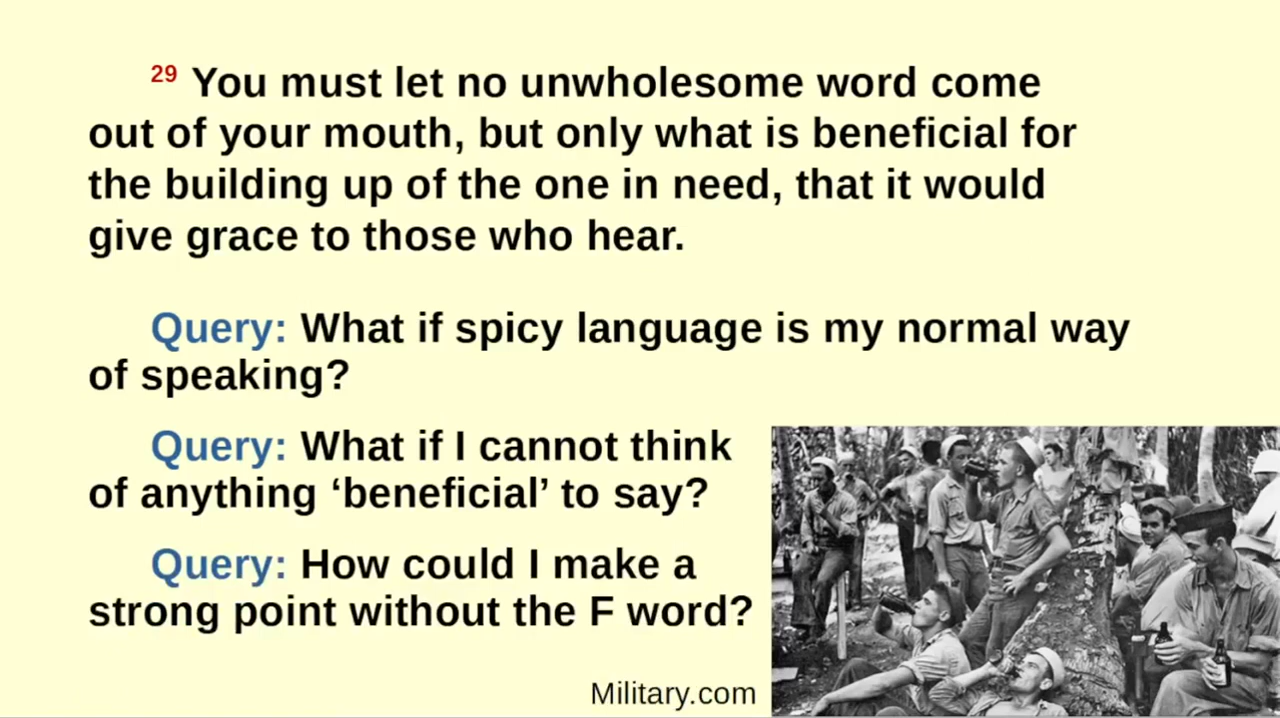 29 You must let no unwholesome word come
out of your mouth, but only what is beneficial for
the building up of the one in need, that it would
give grace to those who hear.
Query: What if spicy language is my normal way
of speaking?
Query: What if I cannot think
of anything ‘beneficial’ to say?
Query: How could I make a
strong point without the F word?
Military.com